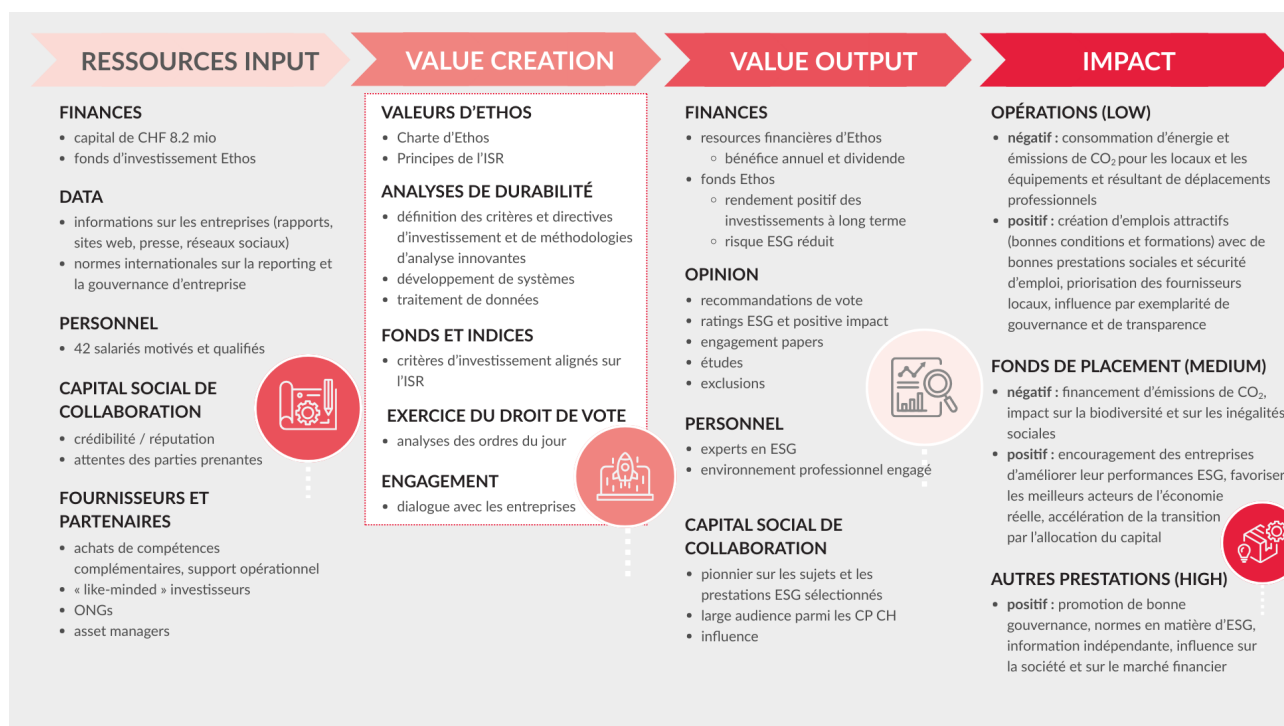 RESSOURCES INPUT
FINANCES
• capital de CHF 8.2 mio
• fonds d'investissement Ethos
DATA
• informations sur les entreprises (rapports,
sites web, presse, réseaux sociaux)
• normes internationales sur la reporting et
la gouvernance d'entreprise
PERSONNEL
• 42 salariés motivés et qualifiés
CAPITAL SOCIAL DE
COLLABORATION
• crédibilité / réputation
• attentes des parties prenantes
FOURNISSEURS ET
PARTENAIRES
• achats de compétences
complémentaires, support opérationnel
• « like-minded » investisseurs
• ONGs
• asset managers
VALUE CREATION
VALEURS D'ETHOS
• Charte d'Ethos
• Principes de l'ISR
ANALYSES DE DURABILITÉ
• définition des critères et directives
d'investissement et de méthodologies
d'analyse innovantes
• développement de systèmes
• traitement de données
FONDS ET INDICES
• critères d'investissement alignés sur
l'ISR
EXERCICE DU DROIT DE VOTE
• analyses des ordres du jour
ENGAGEMENT
• dialogue avec les entreprises
VALUE OUTPUT
FINANCES
• resources financières d'Ethos
○ bénéfice annuel et dividende
• fonds Ethos
○ rendement positif des
investissements à long terme
○ risque ESG réduit
OPINION
• recommandations de vote
• ratings ESG et positive impact
• engagement papers
• études
• exclusions
PERSONNEL
• experts en ESG
• environnement professionnel engagé
CAPITAL SOCIAL DE
COLLABORATION
• pionnier sur les sujets et les
prestations ESG sélectionnés
• large audience parmi les CP CH
• influence
IMPACT
OPÉRATIONS (LOW)
• négatif : consommation d'énergie et
émissions de CO₂ pour les locaux et les
équipements et résultant de déplacements
professionnels
• positif : création d'emplois attractifs
(bonnes conditions et formations) avec de
bonnes prestations sociales et sécurité
d'emploi, priorisation des fournisseurs
locaux, influence par exemplarité de
gouvernance et de transparence
FONDS DE PLACEMENT (MEDIUM)
• négatif : financement d'émissions de CO₂,
impact sur la biodiversité et sur les inégalités
sociales
• positif : encouragement des entreprises
d'améliorer leur performances ESG, favoriser
les meilleurs acteurs de l'économie
réelle, accélération de la transition
par l'allocation du capital
AUTRES PRESTATIONS (HIGH)
• positif : promotion de bonne
gouvernance, normes en matière d'ESG,
information indépendante, influence sur
la société et sur le marché financier